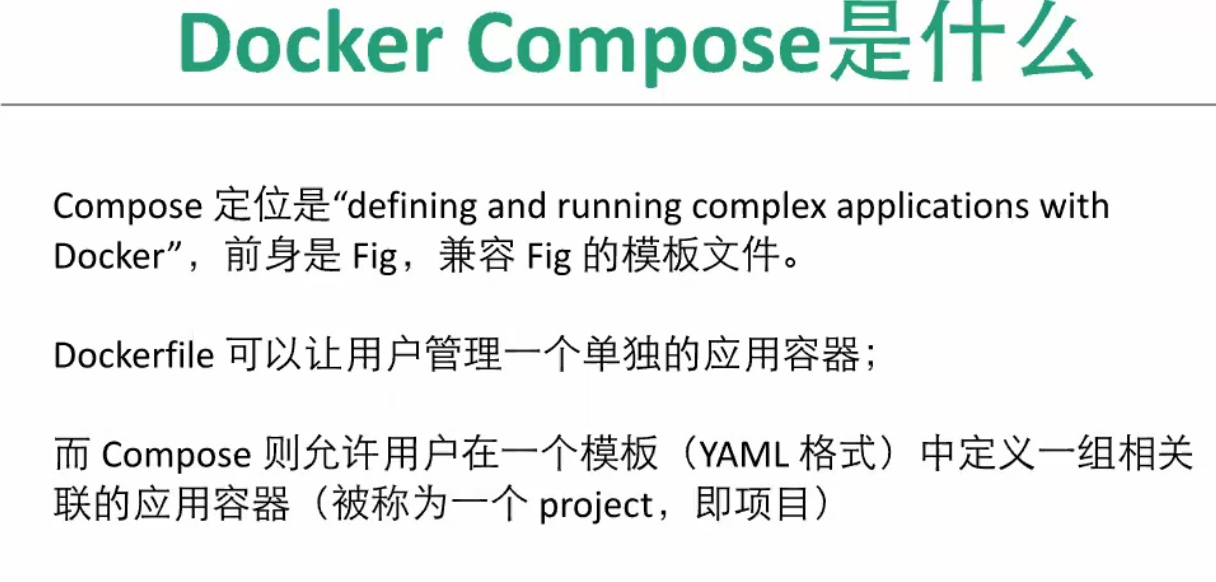 Docker Compose是什么
Compose 定位是“defining and running complex applications with
Docker”，前身是 Fig，兼容 Fig 的模板文件。
Dockerfile 可以让用户管理一个单独的应用容器；
而 Compose 则允许用户在一个模板（YAML 格式）中定义一组相关
联的应用容器（被称为一个 project，即项目）